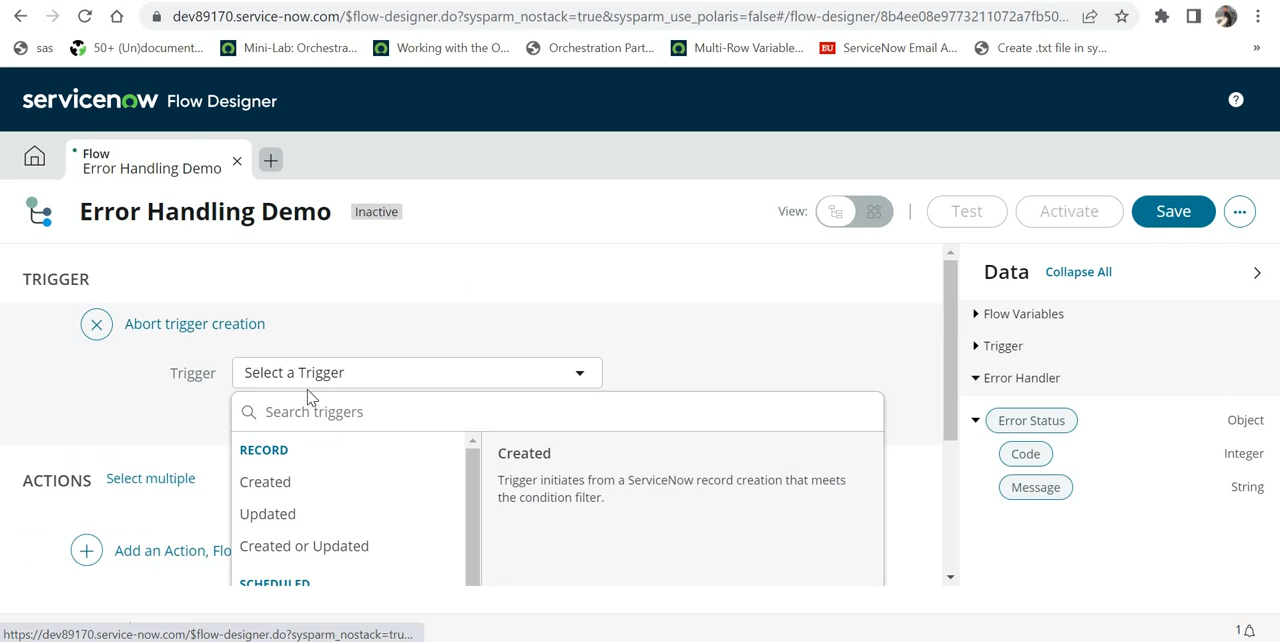 dev89170.service-now.com/$flow-designer.do?sysparm_nostack=true&sysparm_use_polaris=false#/flow-designer/8b4ee08e9773211072a7fb50...
sas
50+ (Un)document...
Mini-Lab: Orchestra...
Working with the O...
Orchestration Part...
Multi-Row Variable...
BU ServiceNow Email A...
Create .txt file in sy...
»
servicenow Flow Designer
?
Flow
Error Handling Demo
Error Handling Demo
Inactive
View:
Test
Activate
Save
TRIGGER
Data
Collapse All
Abort trigger creation
Flow Variables
Trigger
Error Handler
Trigger
Select a Trigger
Search triggers
Error Status
Object
RECORD
Created
Code
Integer
Created
Trigger initiates from a ServiceNow record creation that meets
the condition filter.
Message
String
Updated
Created or Updated
SCHEDULED
ACTIONS
Select multiple
Add an Action, Flo
https://dev89170.service-now.com/$flow-designer.do?sysparm_nostack=tru...
1